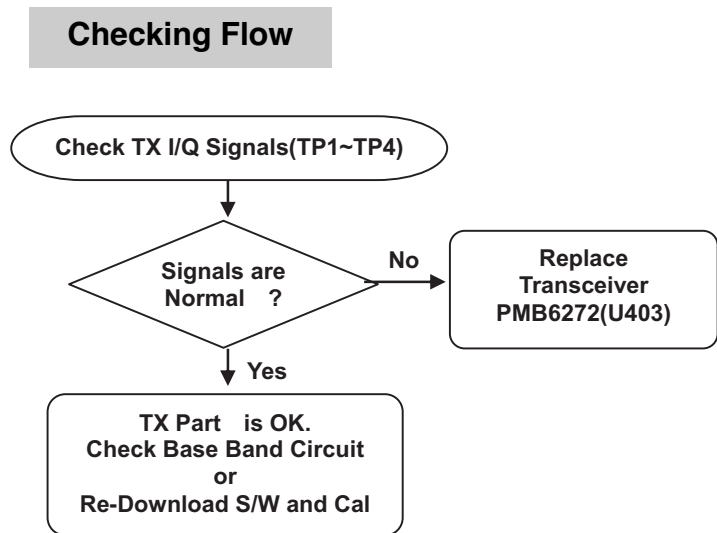 Checking Flow
Check TX I/Q Signals(TP1~TP4)
Signals are
Normal ?
No
Replace
Transceiver
PMB6272(U403)
Yes
TX Part is OK.
Check Base Band Circuit
or
Re-Download S/W and Cal